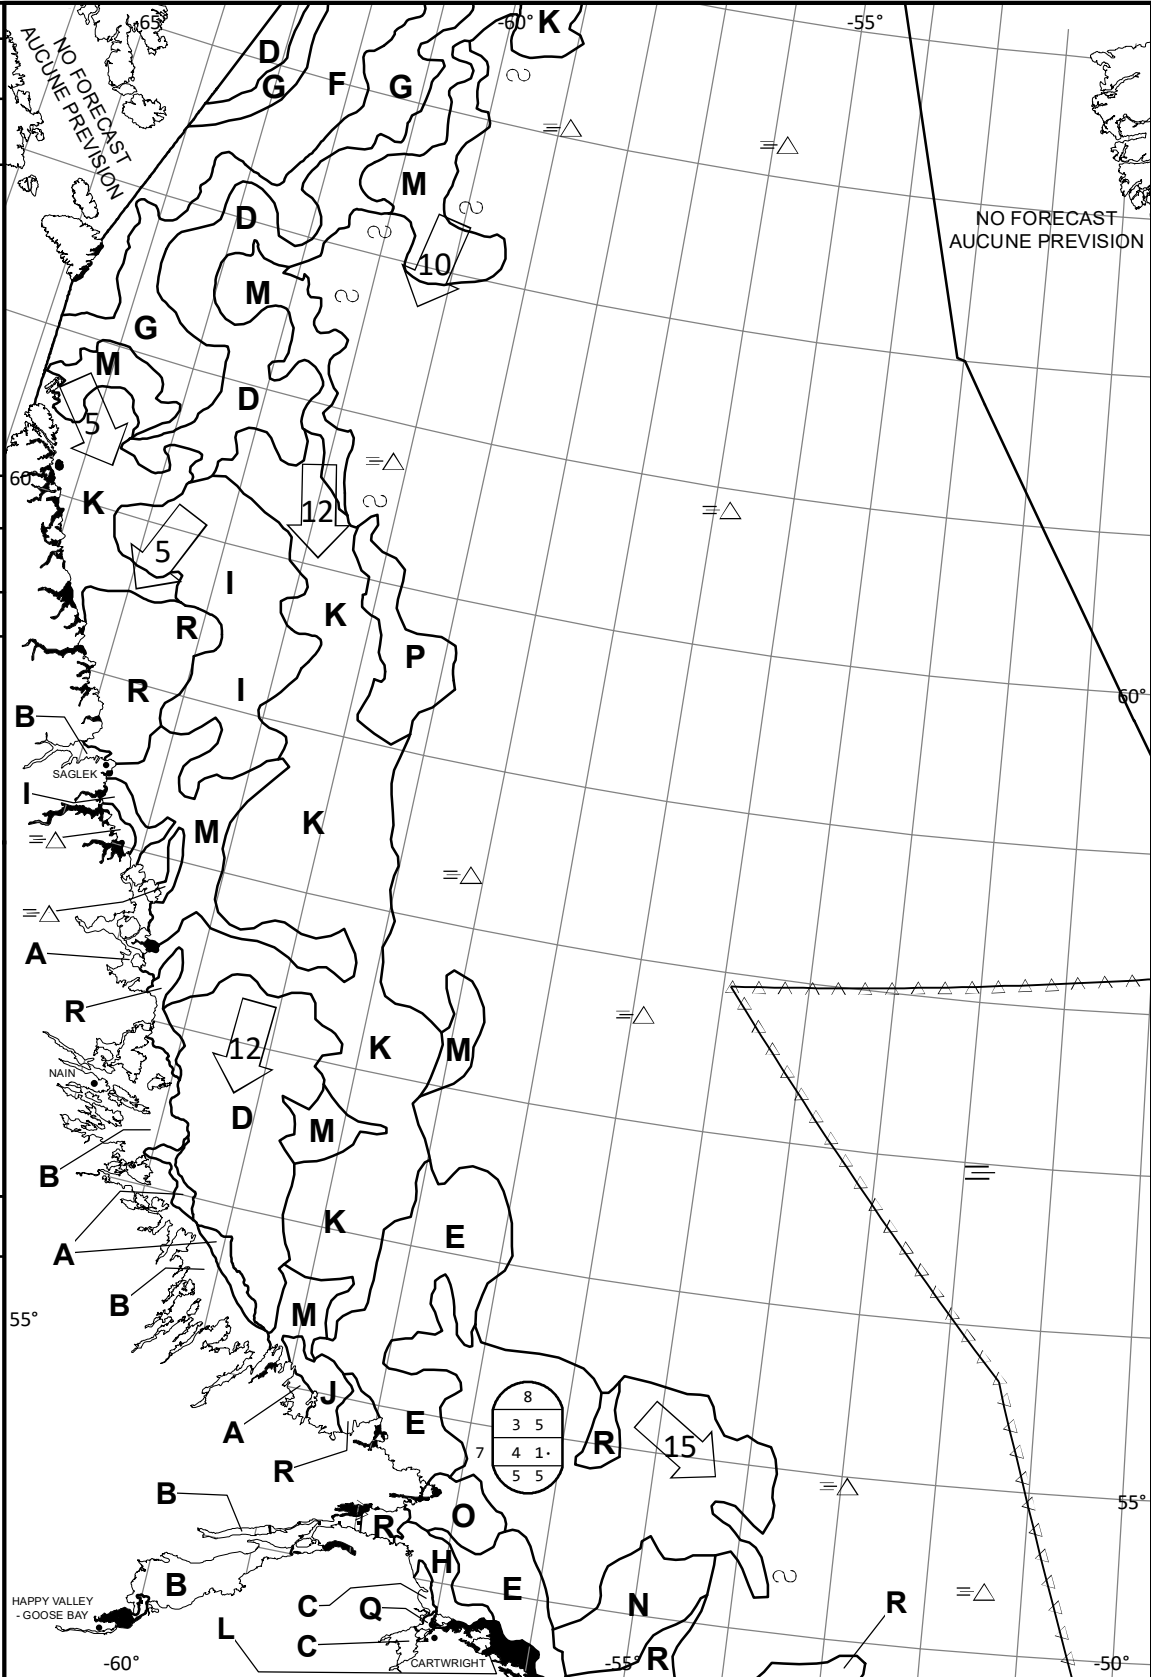 -65°
-60°
K
-55°
NO FORECAST
AUCUNE PREVISION
D
G
F
G
M
D
NO FORECAST
AUCUNE PREVISION
10
M
G
M
D
5
60°
K
12
5
I
K
R
P
R
I
60°
B
SAGLEK
I
M
K
A
R
12
K
M
NAIN
D
M
B
K
E
A
B
55°
M
J
8
3 5
7 4 1·
5 5
A
E
R
15
R
B
55°
R
O
H
B
E
HAPPY VALLEY
- GOOSE BAY
C
Q
N
R
L
C
R
CARTWRIGHT
-60°
-55°
-50°